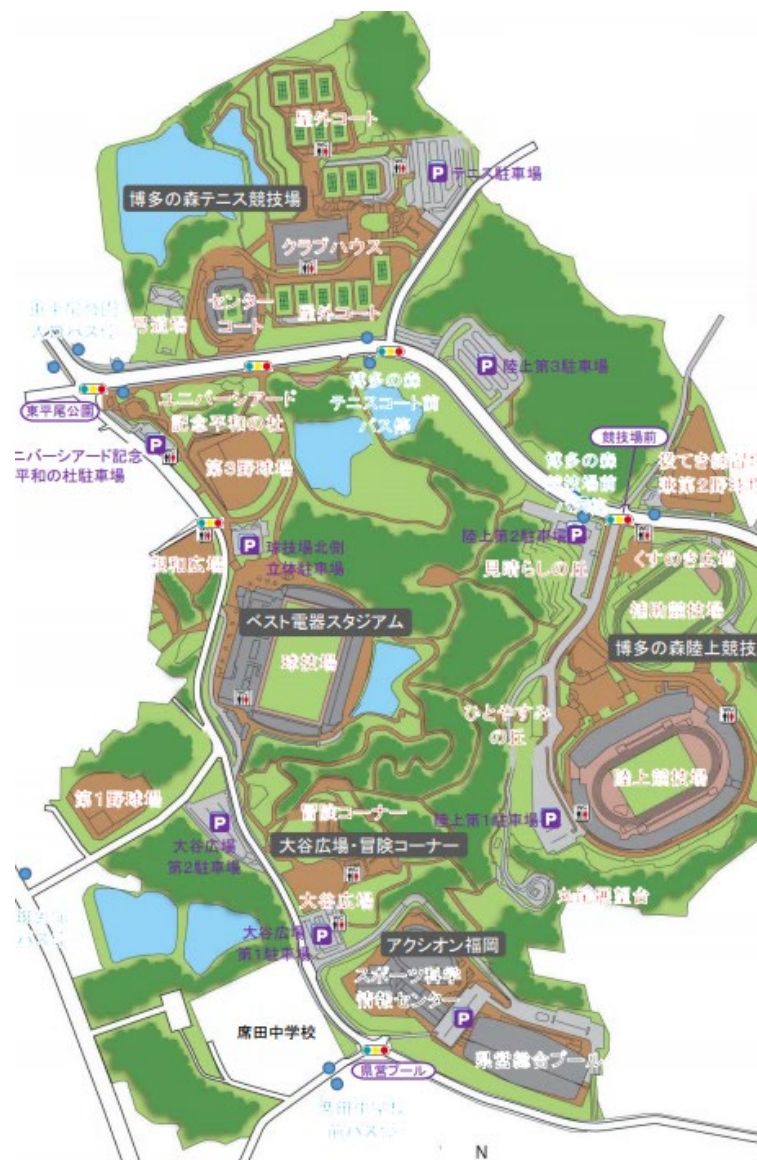 屋外コート
P テニス駐車場
博多の森テニス競技場
クラブハウス
センター
コート
屋外コート
弓道場
東平尾公園
P 陸上第3駐車場
ユニバーシアード
記念平和の杜
博多の森
テニスコート前
バス停
東平尾公園
競技場前
P
ニバーシアード記念
平和の杜駐車場
第3野球場
博多の森
競技場前
P 球技場北側
立体駐車場
陸上第2駐車場 P
見晴らしの丘
くすのき広場
補助競技場
ベスト電器スタジアム
球技場
博多の森陸上競技
ひとやすみ
の丘
陸上競技場
第1野球場
冒険コーナー
陸上第1駐車場 P
P
大谷広場
第2駐車場
大谷広場・冒険コーナー
大谷広場
大谷広場
第1駐車場
P
アクシオン福岡
スポーツ科学
情報センター
席田中学校
P
県営総合プール
県営プール
N